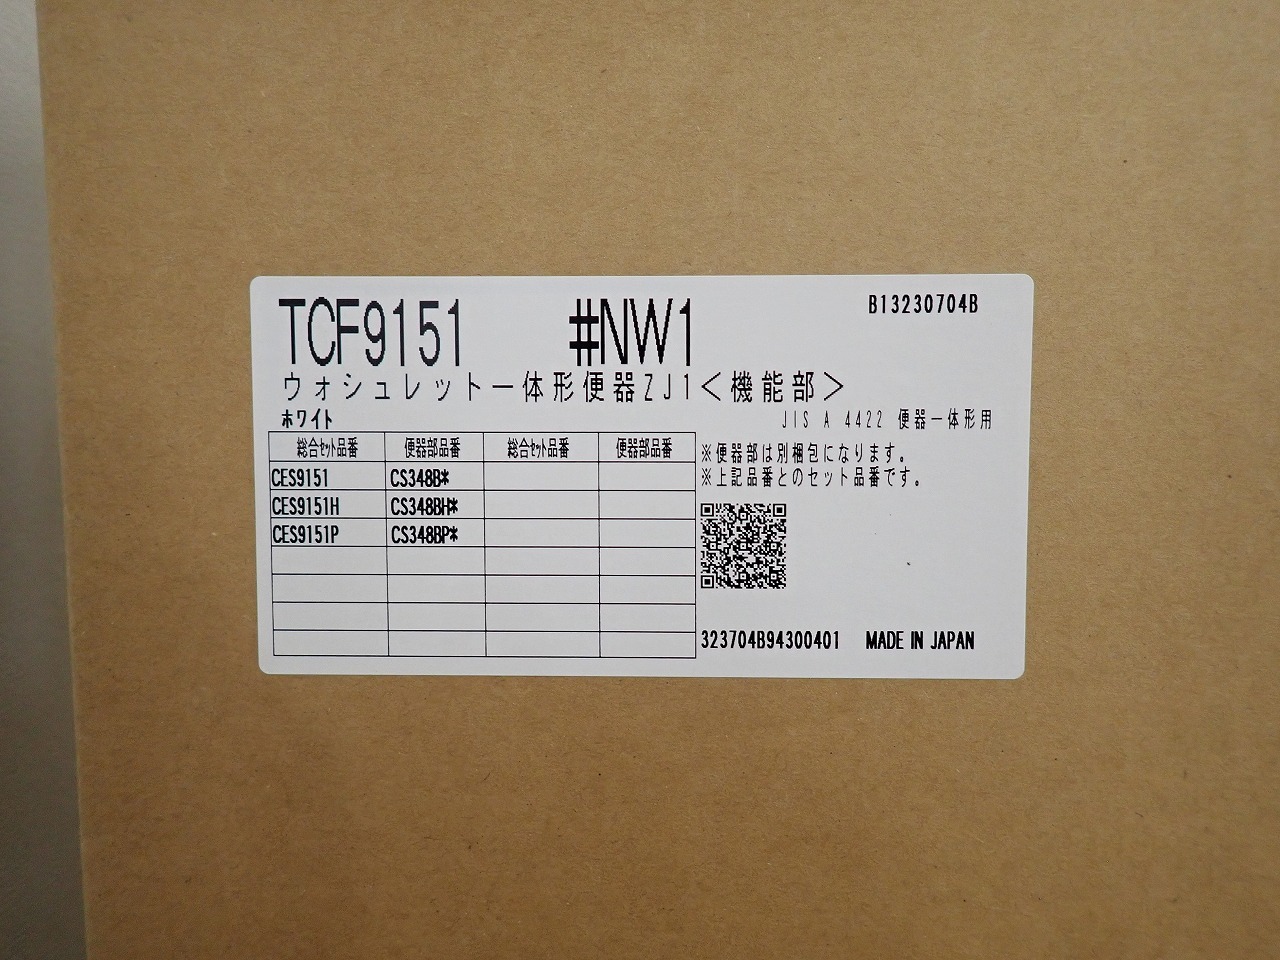 TCF9151 #NW1 B13230704B
ウォシュレット一体形便器ZJ1<機能部>
ホワイト JIS A 4422 便器一体形用
総合ｾｯﾄ品番 便器部品番 総合ｾｯﾄ品番 便器部品番
※便器部は別梱包になります。
※上記品番とのセット品番です。
CES9151 CS348B*
CES9151H CS348BH*
CES9151P CS348BP*
323704B94300401 MADE IN JAPAN